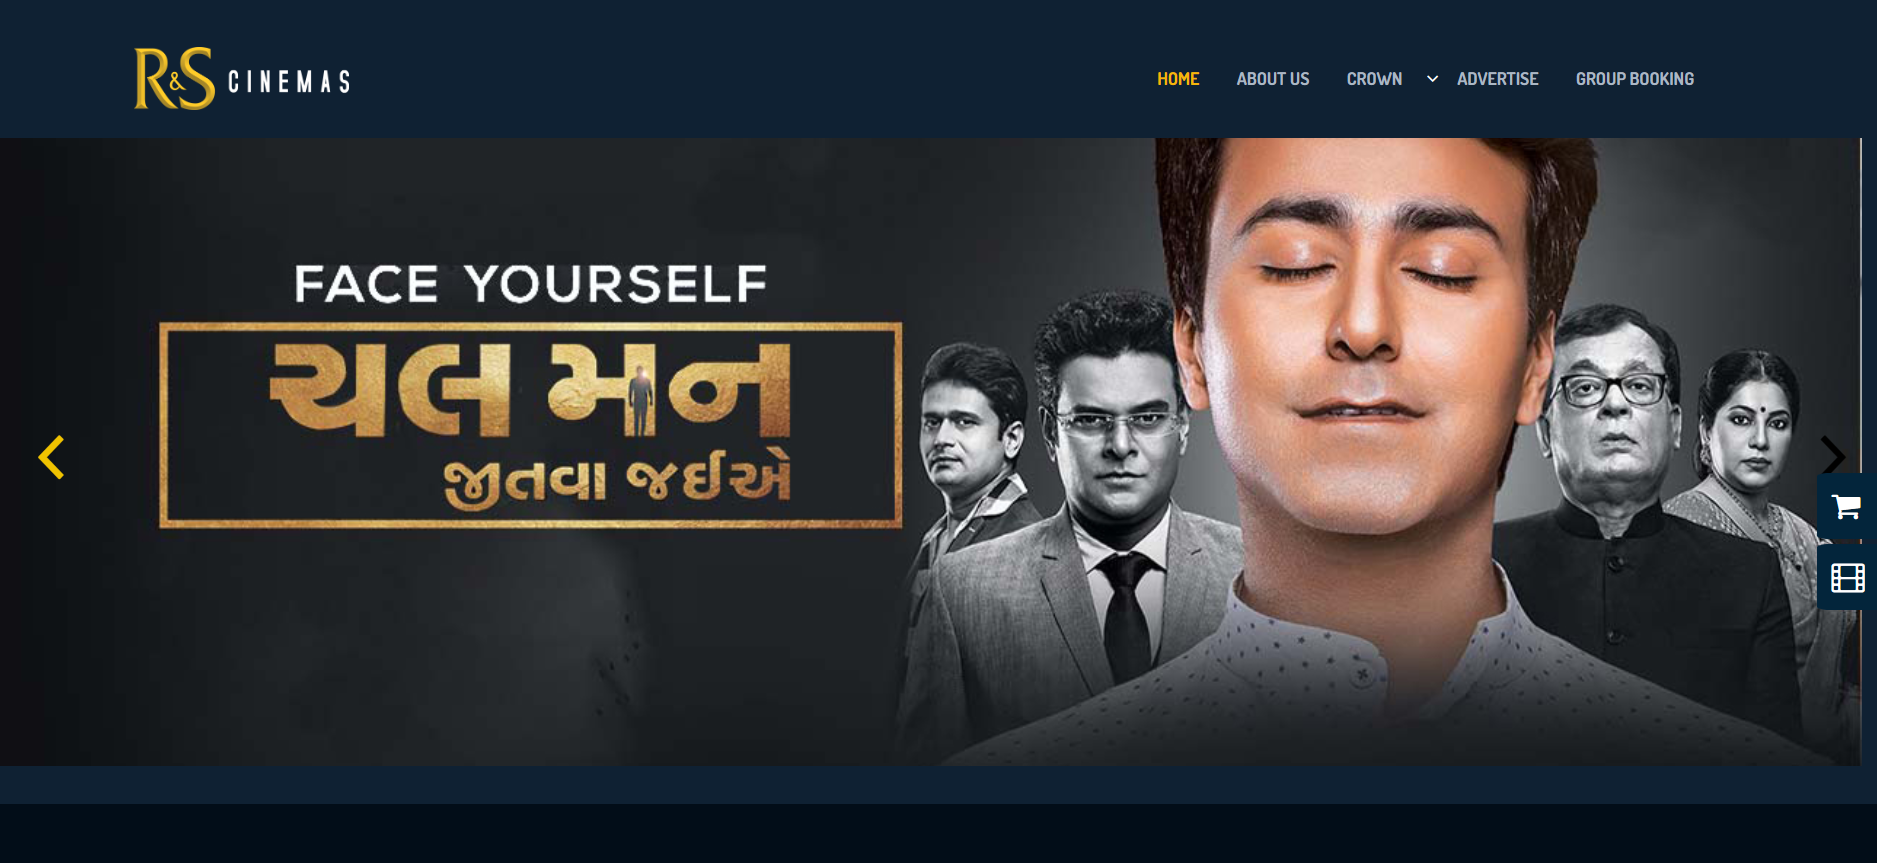 R&S CINEMAS
HOME ABOUT US CROWN ADVERTISE GROUP BOOKING
FACE YOURSELF
ચલ મન
જીતવા જઈએ